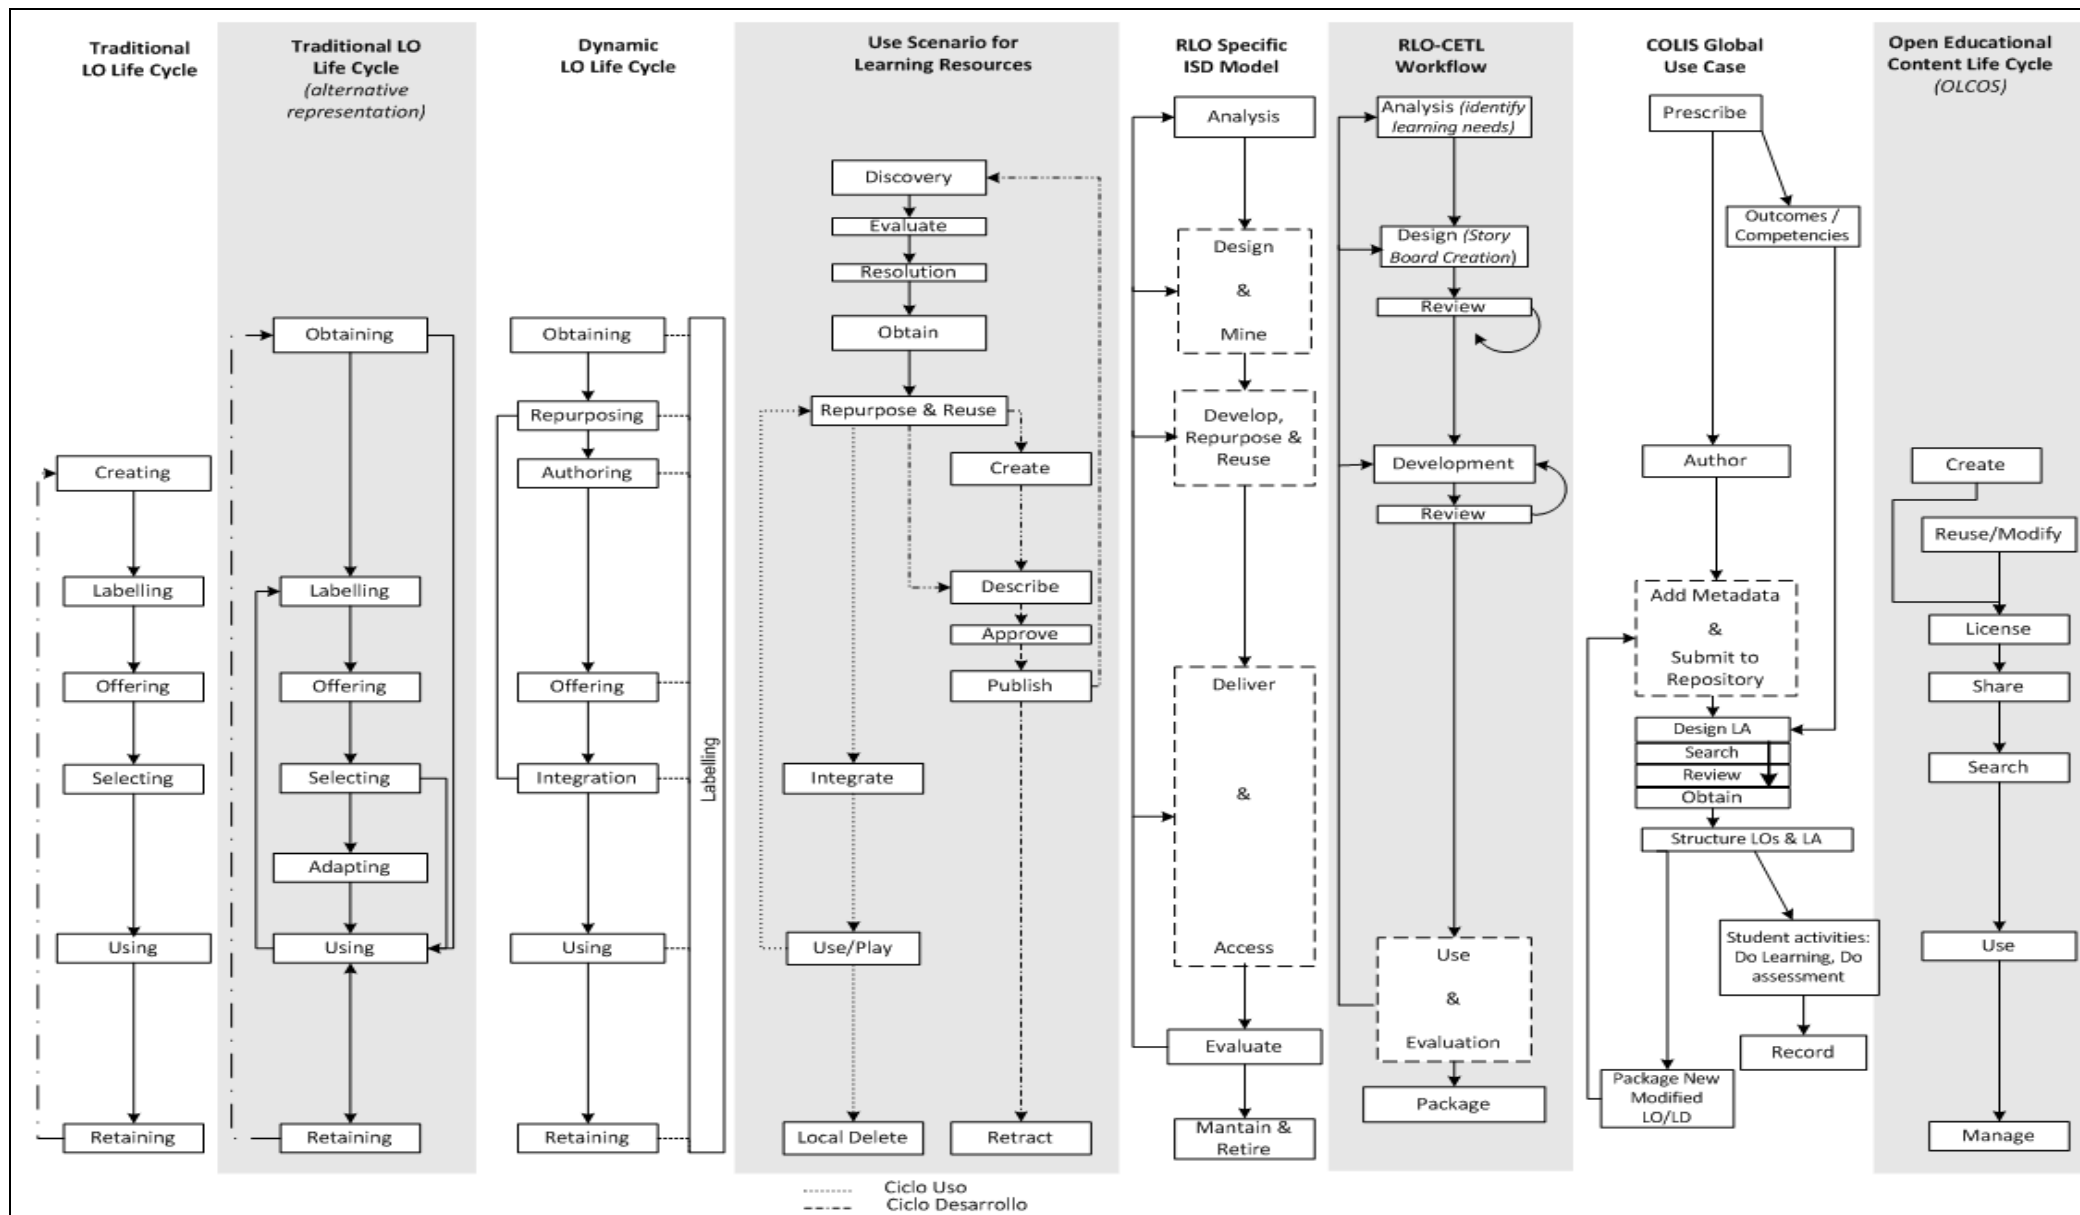 Traditional
LO Life Cycle
Creating
Labelling
Offering
Selecting
Using
Retaining
Traditional LO
Life Cycle
(alternative
representation)
Obtaining
Labelling
Offering
Selecting
Adapting
Using
Retaining
Dynamic
LO Life Cycle
Obtaining
Repurposing
Authoring
Offering
Integration
Using
Retaining
Labelling
Use Scenario for
Learning Resources
Discovery
Evaluate
Resolution
Obtain
Repurpose & Reuse
Create
Describe
Approve
Publish
Integrate
Use/Play
Local Delete
Retract
RLO Specific
ISD Model
Analysis
Design
&
Mine
Develop,
Repurpose &
Reuse
Deliver
&
Access
Evaluate
Mantain &
Retire
RLO-CETL
Workflow
Analysis (identify
learning needs)
Design (Story
Board Creation)
Review
Development
Review
Use
&
Evaluation
Package
COLIS Global
Use Case
Prescribe
Outcomes /
Competencies
Author
Add Metadata
&
Submit to
Repository
Design LA
Search
Review
Obtain
Structure LOs & LA
Student activities:
Do Learning, Do
assessment
Record
Package New
Modified
LO/LD
Open Educational
Content Life Cycle
(OLCOS)
Create
Reuse/Modify
License
Share
Search
Use
Manage
Ciclo Uso
Ciclo Desarrollo